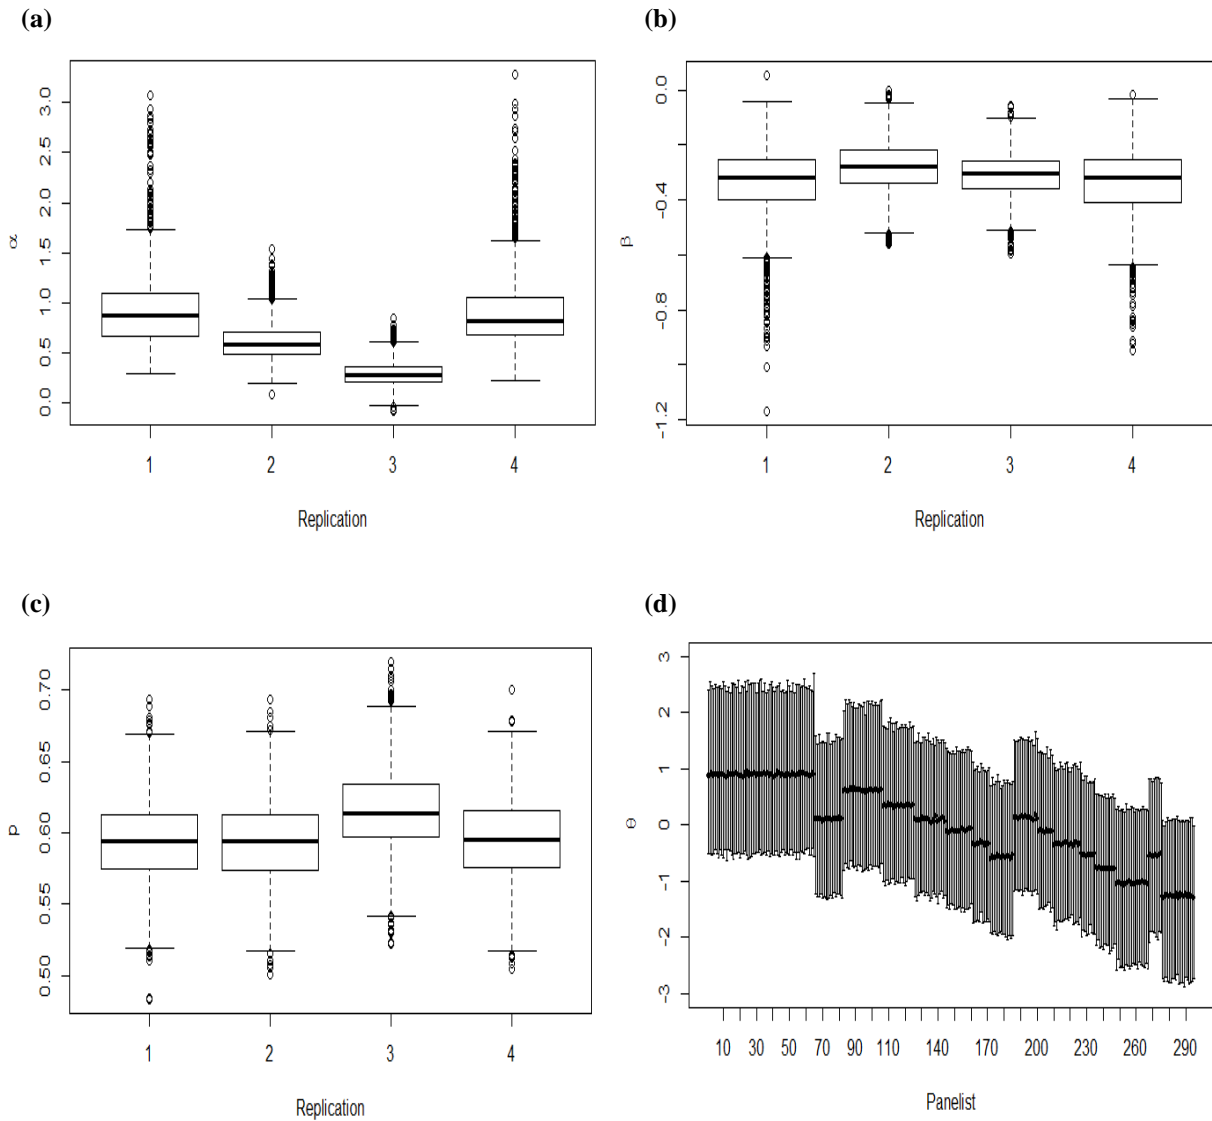 (a)
α
0.0 0.5 1.0 1.5 2.0 2.5 3.0
1 2 3 4
Replication
(b)
β
-1.2 -0.8 -0.4 0.0
1 2 3 4
Replication
(c)
p
0.50 0.55 0.60 0.65 0.70
1 2 3 4
Replication
(d)
θ
-3 -2 -1 0 1 2 3
10 30 50 70 90 110 140 170 200 230 260 290
Panelist